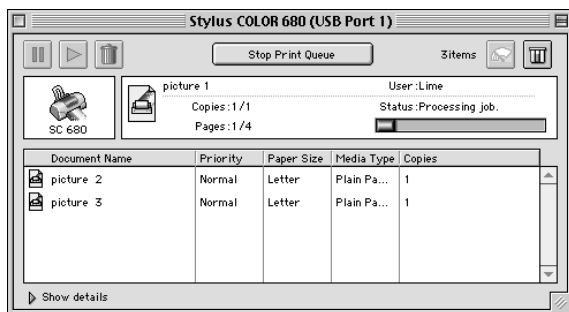 Stylus COLOR 680 (USB Port 1)
Stop Print Queue
3items
SC 680
picture 1
User :Lime
Copies :1 /1
Status :Processing job.
Pages :1 /4
Document Name Priority Paper Size Media Type Copies
picture 2 Normal Letter Plain Pa... 1
picture 3 Normal Letter Plain Pa... 1
Show details